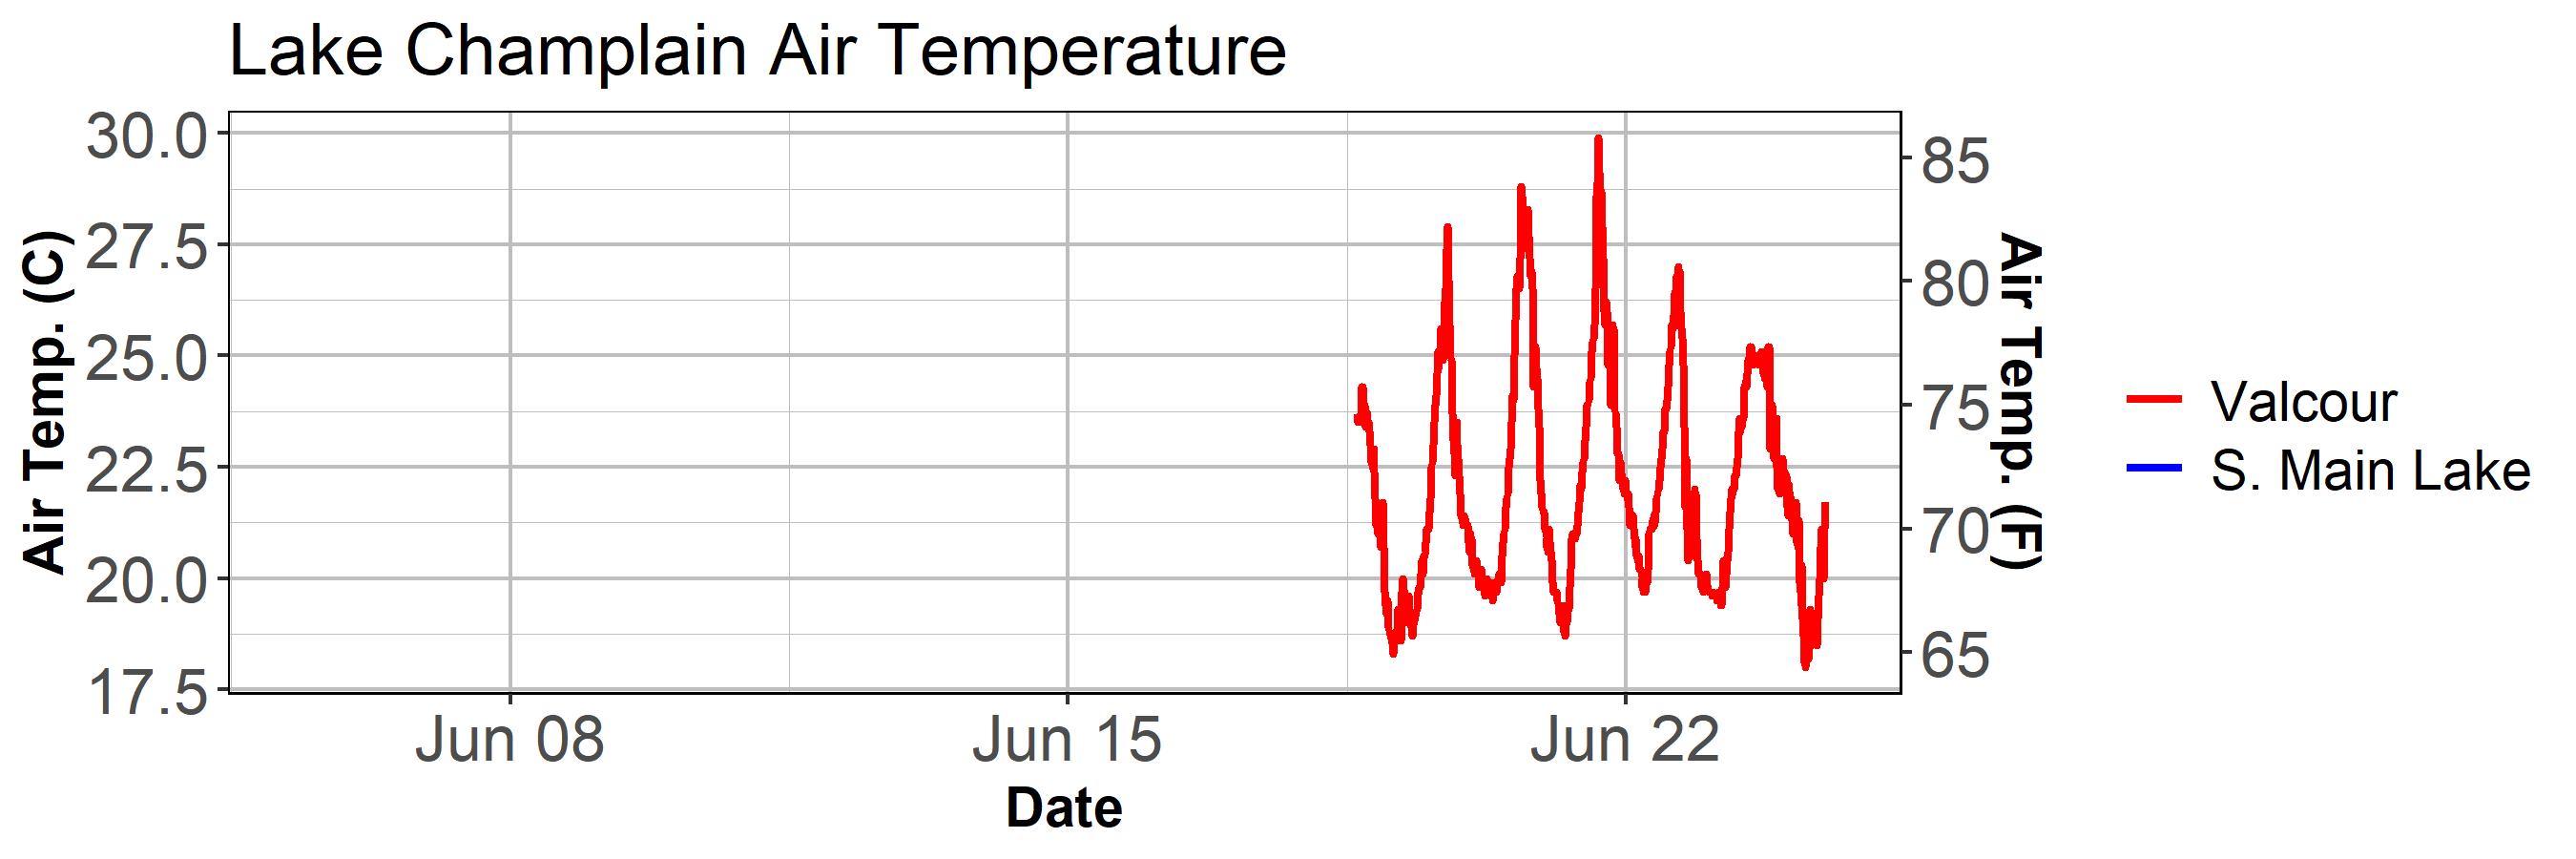 Lake Champlain Air Temperature
Air Temp. (C)
30.0
27.5
25.0
22.5
20.0
17.5
85
80
75
70
65
Air Temp. (F)
Jun 08
Jun 15
Jun 22
Date
Valcour
S. Main Lake